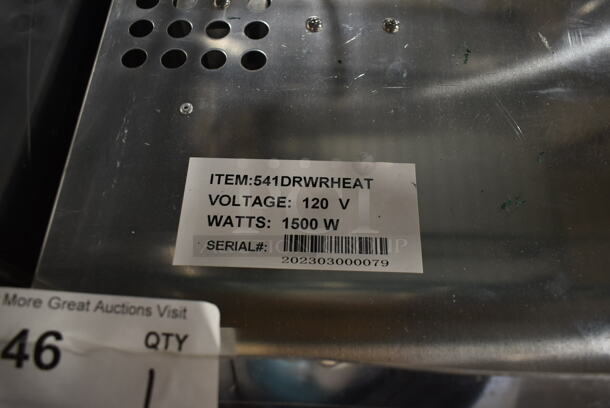 ITEM:541DRWRHEAT
VOLTAGE: 120 V
WATTS: 1500 W
SERIAL#:
202303000079
More Great Auctions Visit
46 QTY
1